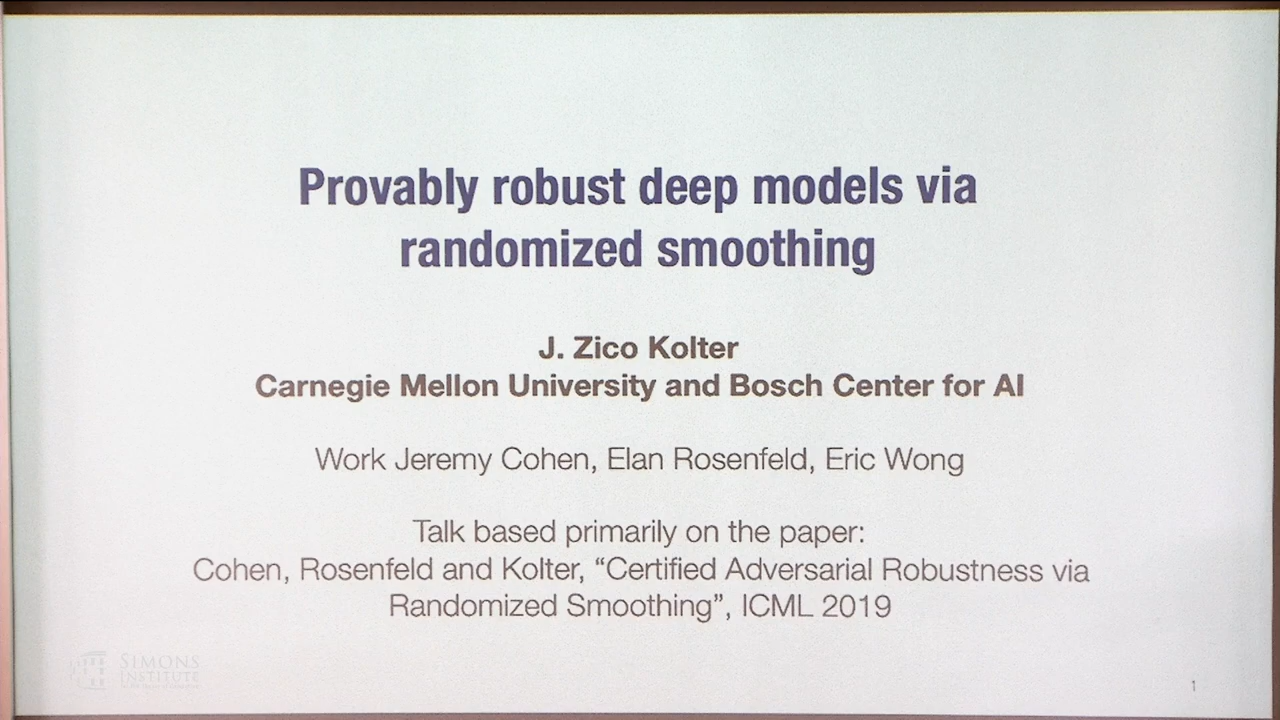 Provably robust deep models via
randomized smoothing
J. Zico Kolter
Carnegie Mellon University and Bosch Center for AI
Work Jeremy Cohen, Elan Rosenfeld, Eric Wong
Talk based primarily on the paper:
Cohen, Rosenfeld and Kolter, “Certified Adversarial Robustness via
Randomized Smoothing”, ICML 2019
SIMONS
INSTITUTE
1